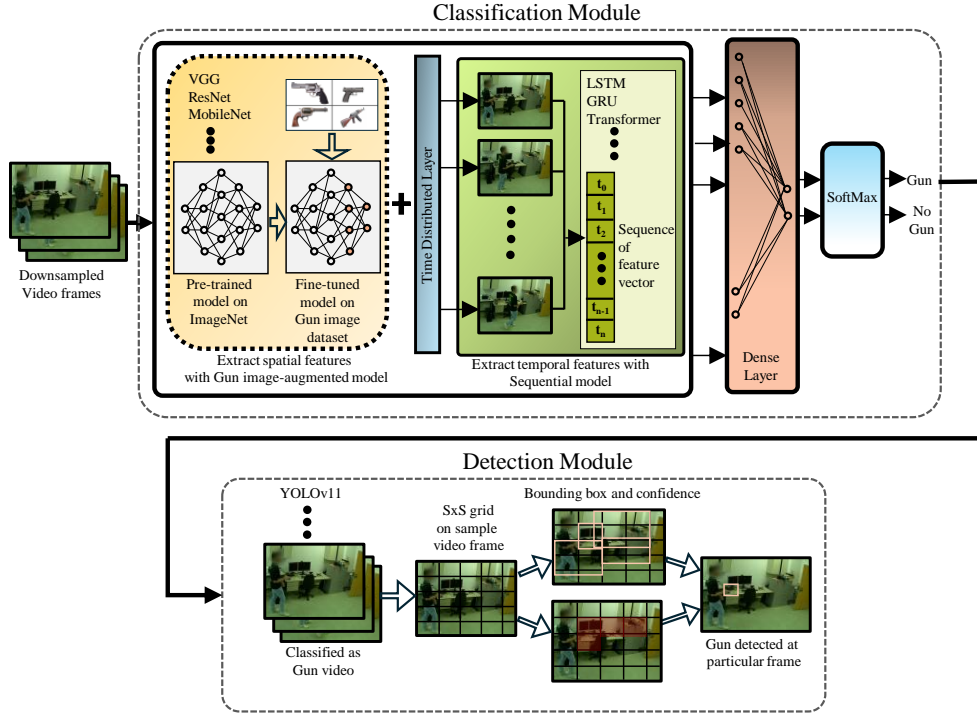 Classification Module
VGG
ResNet
MobileNet
Pre-trained
model on
ImageNet
Fine-tuned
model on
Gun image
dataset
Extract spatial features
with Gun image-augmented model
Downsampled
Video frames
+
Time Distributed Layer
LSTM
GRU
Transformer
t0
t1
t2
tn-1
tn
Sequence
of
feature
vector
Extract temporal features with
Sequential model
Dense
Layer
SoftMax
Gun
No
Gun
Detection Module
YOLOv11
Classified as
Gun video
SxS grid
on sample
video frame
Bounding box and confidence
Gun detected at
particular frame